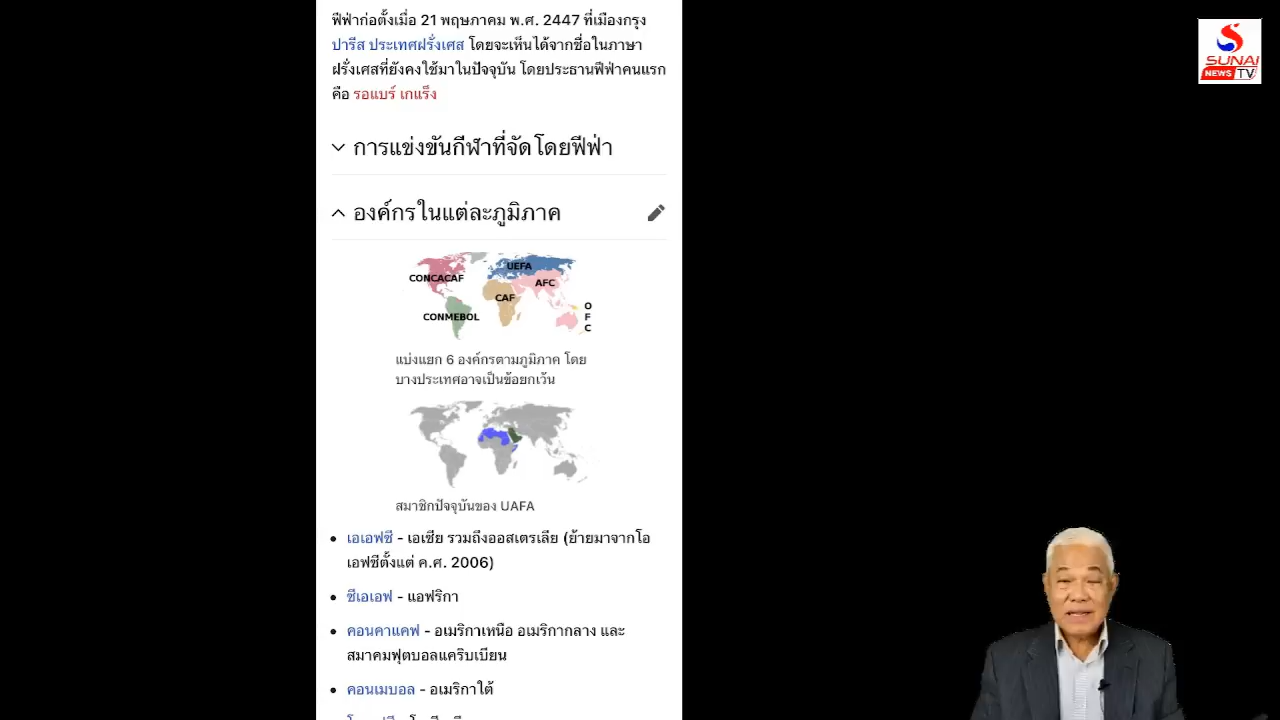 ฟีฟ่าก่อตั้งเมื่อ 21 พฤษภาคม พ.ศ. 2447 ที่เมืองกรุง
ปารีส ประเทศฝรั่งเศส โดยจะเห็นได้จากชื่อในภาษา
ฝรั่งเศสที่ยังคงใช้มาในปัจจุบัน โดยประธานฟีฟ่าคนแรก
คือ รอแบร์ เกแร็ง
การแข่งขันกีฬาที่จัดโดยฟีฟ่า
องค์กรในแต่ละภูมิภาค
UEFA
CONCACAF
AFC
CAF
CONMEBOL
O
F
C
แบ่งแยก 6 องค์กรตามภูมิภาค โดย
บางประเทศอาจเป็นข้อยกเว้น
สมาชิกปัจจุบันของ UAFA
เอเอฟซี - เอเชีย รวมถึงออสเตรเลีย (ย้ายมาจากโอ
เอฟซีตั้งแต่ ค.ศ. 2006)
ซีเอเอฟ - แอฟริกา
คอนคาแคฟ - อเมริกาเหนือ อเมริกากลาง และ
สมาคมฟุตบอลแคริบเบียน
คอนเมบอล - อเมริกาใต้
SUNAI
NEWS TV